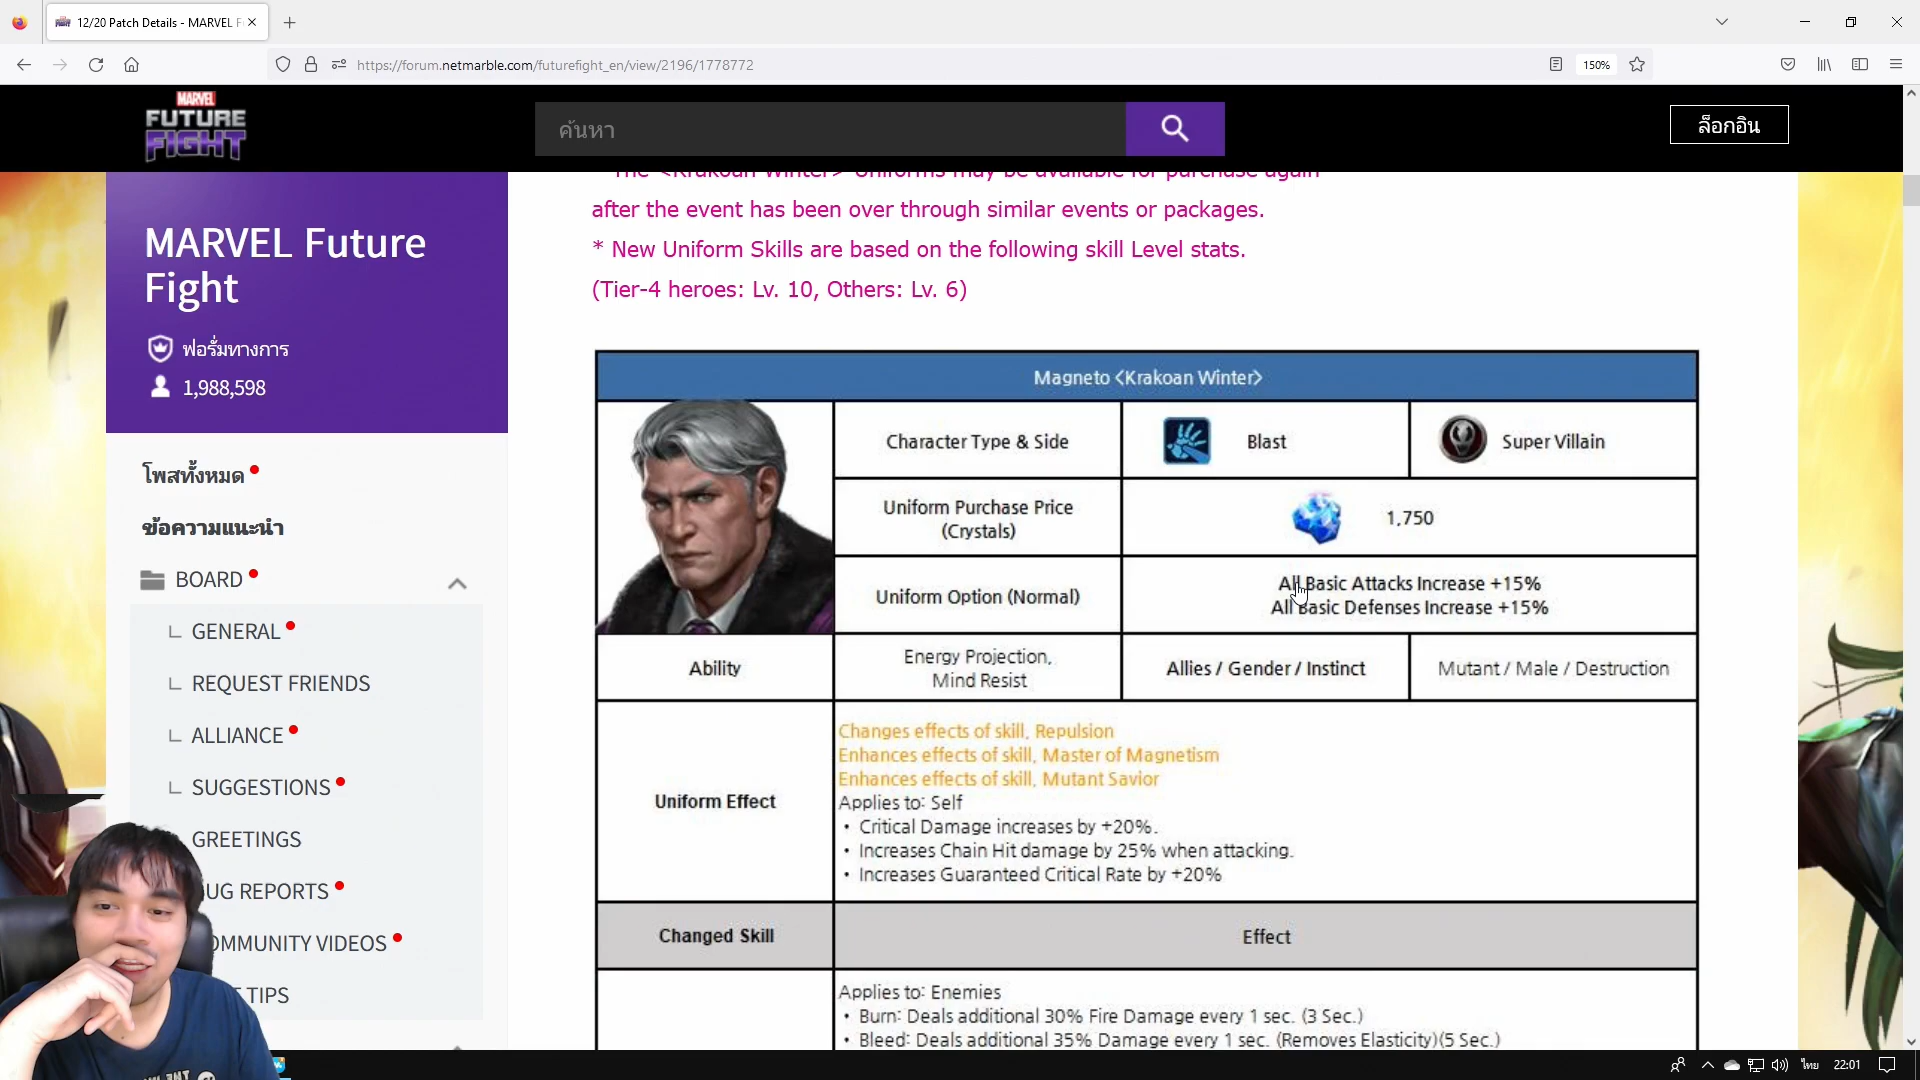 12/20 Patch Details - MARVEL F
https://forum.netmarble.com/futurefight_en/view/2196/1778772
150%
MARVEL
FUTURE
FIGHT
ค้นหา
ล็อกอิน
MARVEL Future
Fight
ฟอรั่มทางการ
1,988,598
โพสทั้งหมด
ข้อความแนะนำ
BOARD
GENERAL
REQUEST FRIENDS
ALLIANCE
SUGGESTIONS
GREETINGS
UG REPORTS
OMMUNITY VIDEOS
TIPS
The <Krakoan Winter> Uniforms may be available for purchase again
after the event has been over through similar events or packages.
* New Uniform Skills are based on the following skill Level stats.
(Tier-4 heroes: Lv. 10, Others: Lv. 6)
Magneto <Krakoan Winter>
Character Type & Side
Blast
Super Villain
Uniform Purchase Price
(Crystals)
1,750
Uniform Option (Normal)
All Basic Attacks Increase +15%
All Basic Defenses Increase +15%
Ability
Energy Projection,
Mind Resist
Allies / Gender / Instinct
Mutant / Male / Destruction
Uniform Effect
Changes effects of skill, Repulsion
Enhances effects of skill, Master of Magnetism
Enhances effects of skill, Mutant Savior
Applies to: Self
• Critical Damage increases by +20%.
• Increases Chain Hit damage by 25% when attacking.
• Increases Guaranteed Critical Rate by +20%
Changed Skill
Effect
Applies to: Enemies
• Burn: Deals additional 30% Fire Damage every 1 sec. (3 Sec.)
• Bleed: Deals additional 35% Damage every 1 sec. (Removes Elasticity)(5 Sec.)
ไทย
22:01